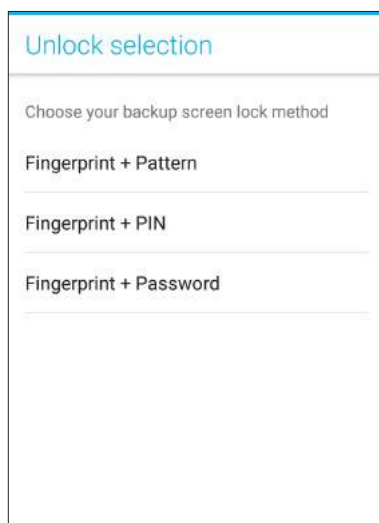 Unlock selection
Choose your backup screen lock method
Fingerprint + Pattern
Fingerprint + PIN
Fingerprint + Password